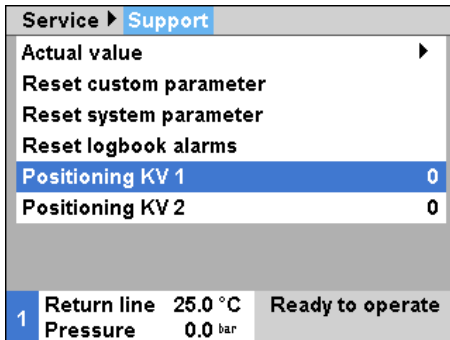 Service ▶ Support
Actual value ▶
Reset custom parameter
Reset system parameter
Reset logbook alarms
Positioning KV 1 0
Positioning KV 2 0
1 Return line 25.0 °C Ready to operate
Pressure 0.0 bar